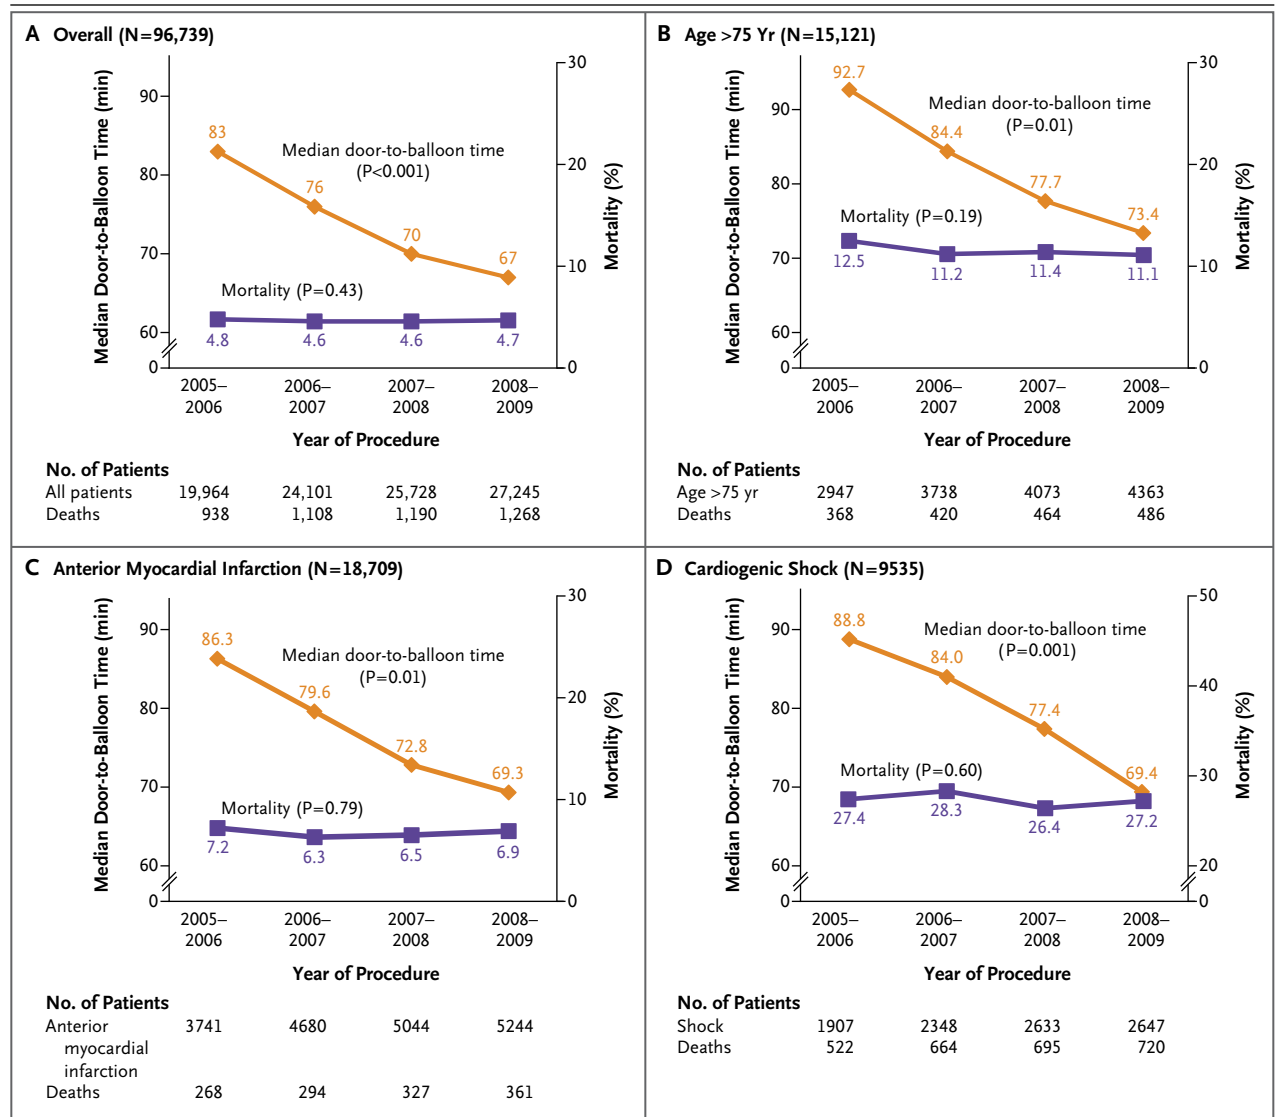 A Overall (N=96,739)
Median Door-to-Balloon Time (min)
90
80
70
60
0
30
20
10
0
Mortality (%)
83
76
70
67
Median door-to-balloon time
(P<0.001)
Mortality (P=0.43)
4.8
4.6
4.6
4.7
2005–
2006
2006–
2007
2007–
2008
2008–
2009
Year of Procedure
No. of Patients
All patients 19,964 24,101 25,728 27,245
Deaths 938 1,108 1,190 1,268
B Age >75 Yr (N=15,121)
Median Door-to-Balloon Time (min)
90
80
70
60
0
30
20
10
0
Mortality (%)
92.7
84.4
77.7
73.4
Median door-to-balloon time
(P=0.01)
Mortality (P=0.19)
12.5
11.2
11.4
11.1
2005–
2006
2006–
2007
2007–
2008
2008–
2009
Year of Procedure
No. of Patients
Age >75 yr 2947 3738 4073 4363
Deaths 368 420 464 486
C Anterior Myocardial Infarction (N=18,709)
Median Door-to-Balloon Time (min)
90
80
70
60
0
30
20
10
0
Mortality (%)
86.3
79.6
72.8
69.3
Median door-to-balloon time
(P=0.01)
Mortality (P=0.79)
7.2
6.3
6.5
6.9
2005–
2006
2006–
2007
2007–
2008
2008–
2009
Year of Procedure
No. of Patients
Anterior 3741 4680 5044 5244
myocardial
infarction
Deaths 268 294 327 361
D Cardiogenic Shock (N=9535)
Median Door-to-Balloon Time (min)
90
80
70
60
0
50
40
30
20
0
Mortality (%)
88.8
84.0
77.4
69.4
Median door-to-balloon time
(P=0.001)
Mortality (P=0.60)
27.4
28.3
26.4
27.2
2005–
2006
2006–
2007
2007–
2008
2008–
2009
Year of Procedure
No. of Patients
Shock 1907 2348 2633 2647
Deaths 522 664 695 720